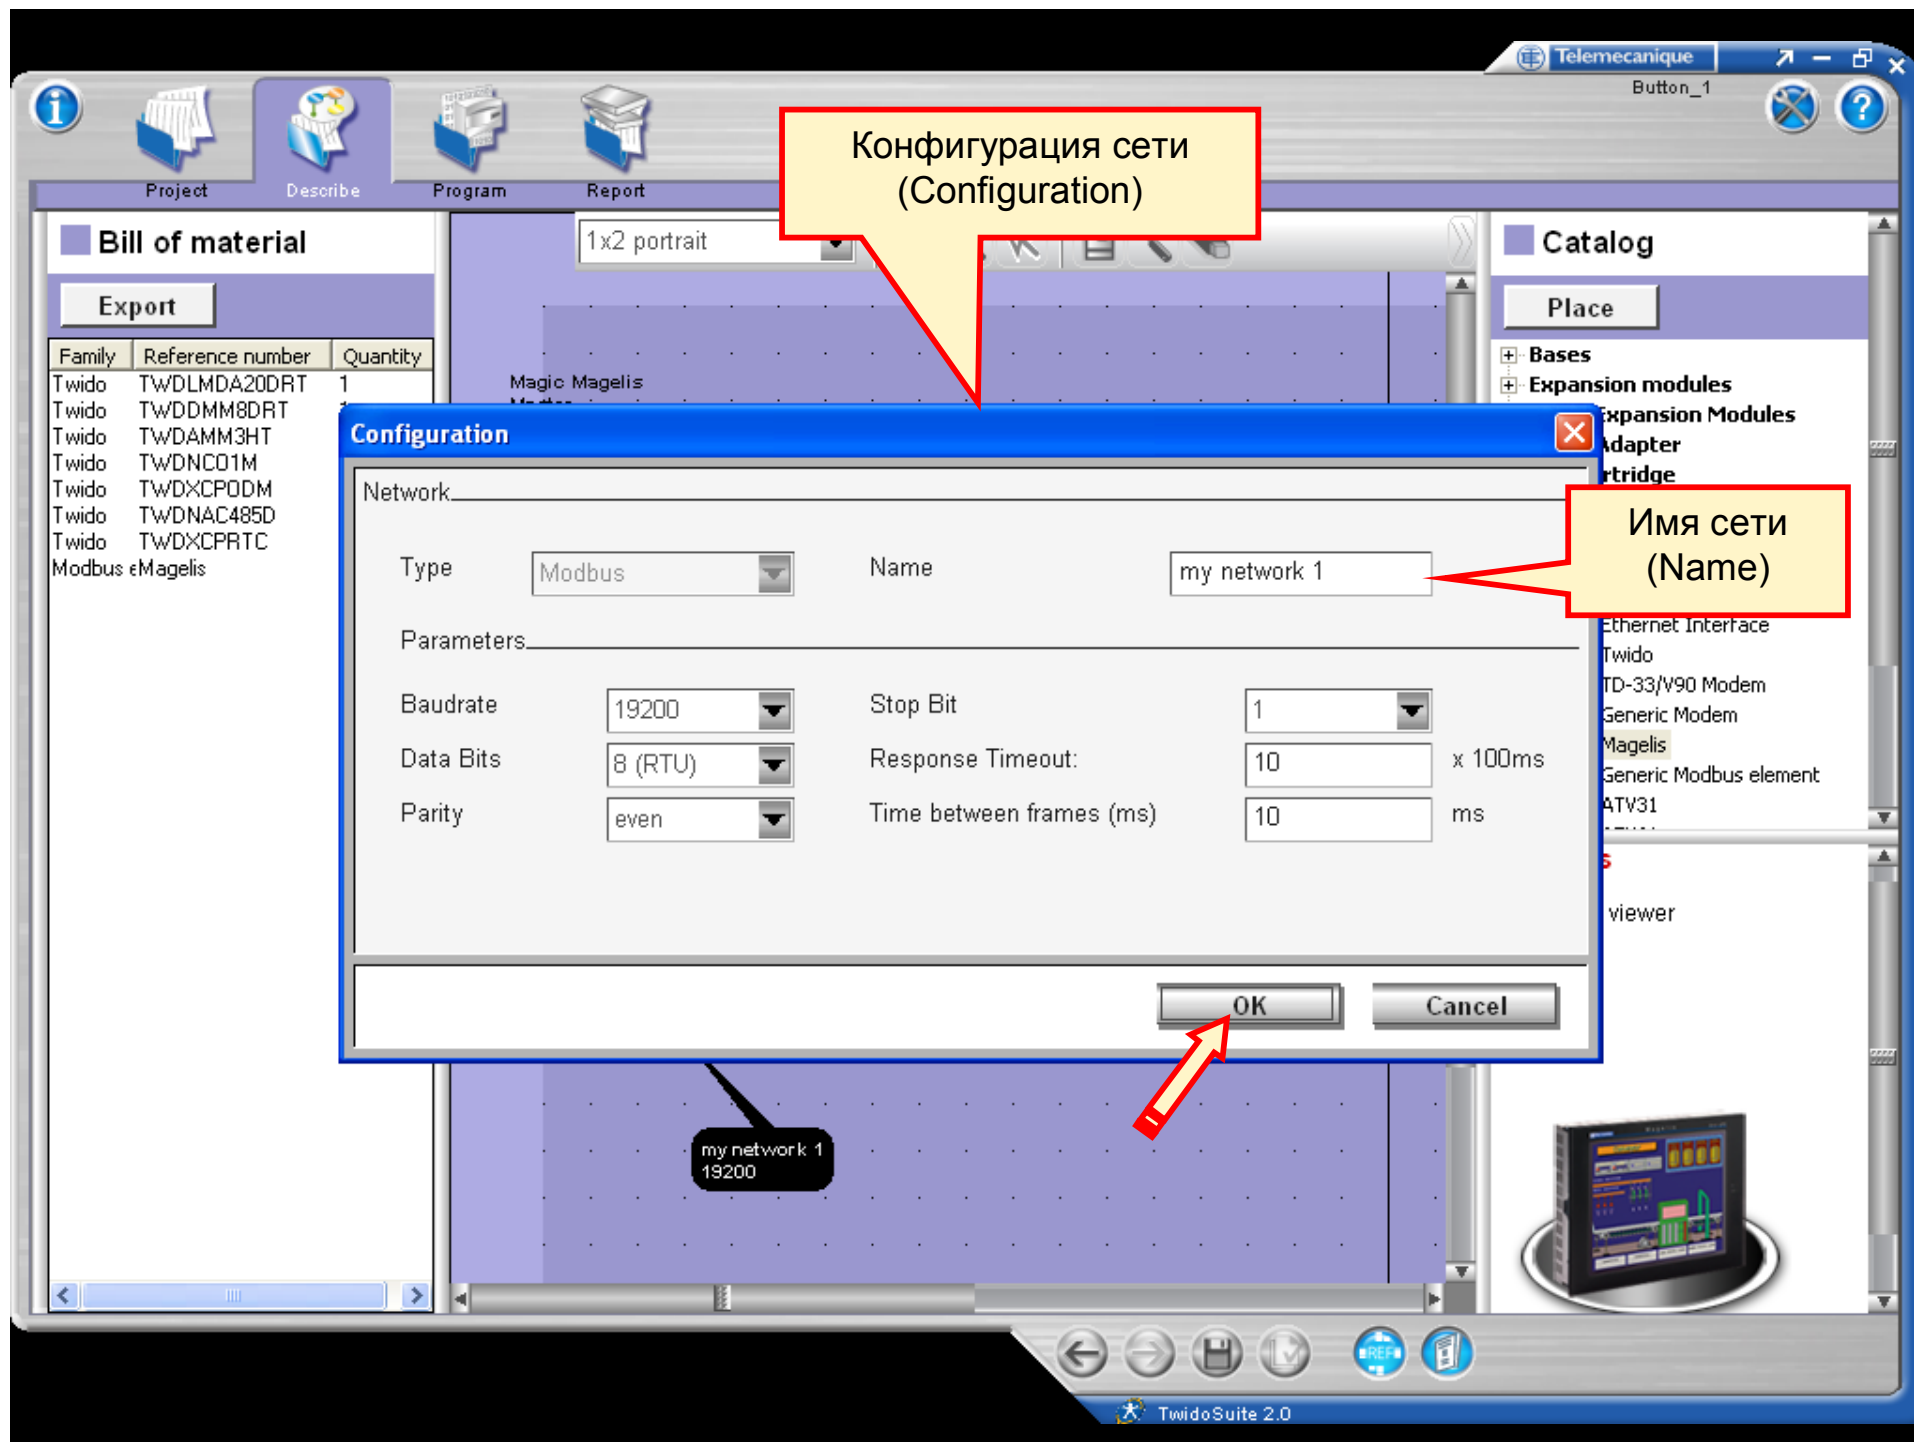 Telemecanique
Button_1
Project
Describe
Program
Report
Конфигурация сети
(Configuration)
Bill of material
Export
Family Reference number Quantity
Twido TWDLMDA20DRT 1
Twido TWDDMM8DRT
Twido TWDAMM3HT
Twido TWDNCO1M
Twido TWDXCPODM
Twido TWDNAC485D
Twido TWDXCPRTC
Modbus e Magelis
1x2 portrait
Magic Magelis
Catalog
Place
Bases
Expansion modules
Expansion Modules
Adapter
rtridge
Configuration
Network
Type Modbus Name my network 1
Имя сети
(Name)
Parameters
Baudrate 19200 Stop Bit 1
Data Bits 8 (RTU) Response Timeout: 10 x 100ms
Parity even Time between frames (ms) 10 ms
OK Cancel
Ethernet Interface
Twido
TD-33/V90 Modem
Generic Modem
Magelis
Generic Modbus element
ATV31
s
viewer
my network 1
19200
REF
TwidoSuite 2.0